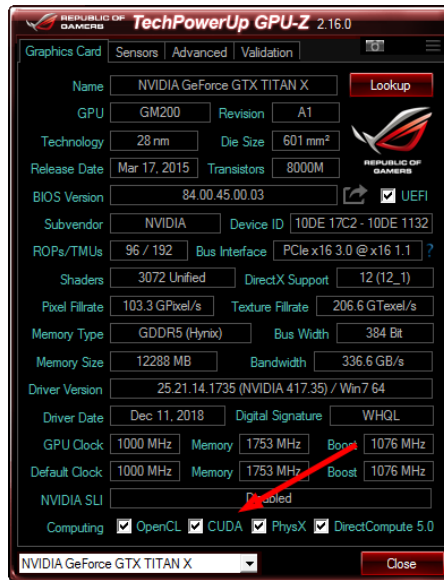 REPUBLIC OF GAMERS TechPowerUp GPU-Z 2.16.0
Graphics Card Sensors Advanced Validation
Name NVIDIA GeForce GTX TITAN X Lookup
GPU GM200 Revision A1
Technology 28 nm Die Size 601 mm²
REPUBLIC OF GAMERS
Release Date Mar 17, 2015 Transistors 8000M
BIOS Version 84.00.45.00.03 UEFI
Subvendor NVIDIA Device ID 10DE 17C2 - 10DE 1132
ROPs/TMUs 96 / 192 Bus Interface PCIe x16 3.0 @ x16 1.1 ?
Shaders 3072 Unified DirectX Support 12 (12_1)
Pixel Fillrate 103.3 GPixel/s Texture Fillrate 206.6 GTexel/s
Memory Type GDDR5 (Hynix) Bus Width 384 Bit
Memory Size 12288 MB Bandwidth 336.6 GB/s
Driver Version 25.21.14.1735 (NVIDIA 417.35) / Win7 64
Driver Date Dec 11, 2018 Digital Signature WHQL
GPU Clock 1000 MHz Memory 1753 MHz Boost 1076 MHz
Default Clock 1000 MHz Memory 1753 MHz Boost 1076 MHz
NVIDIA SLI Disabled
Computing OpenCL CUDA PhysX DirectCompute 5.0
NVIDIA GeForce GTX TITAN X Close